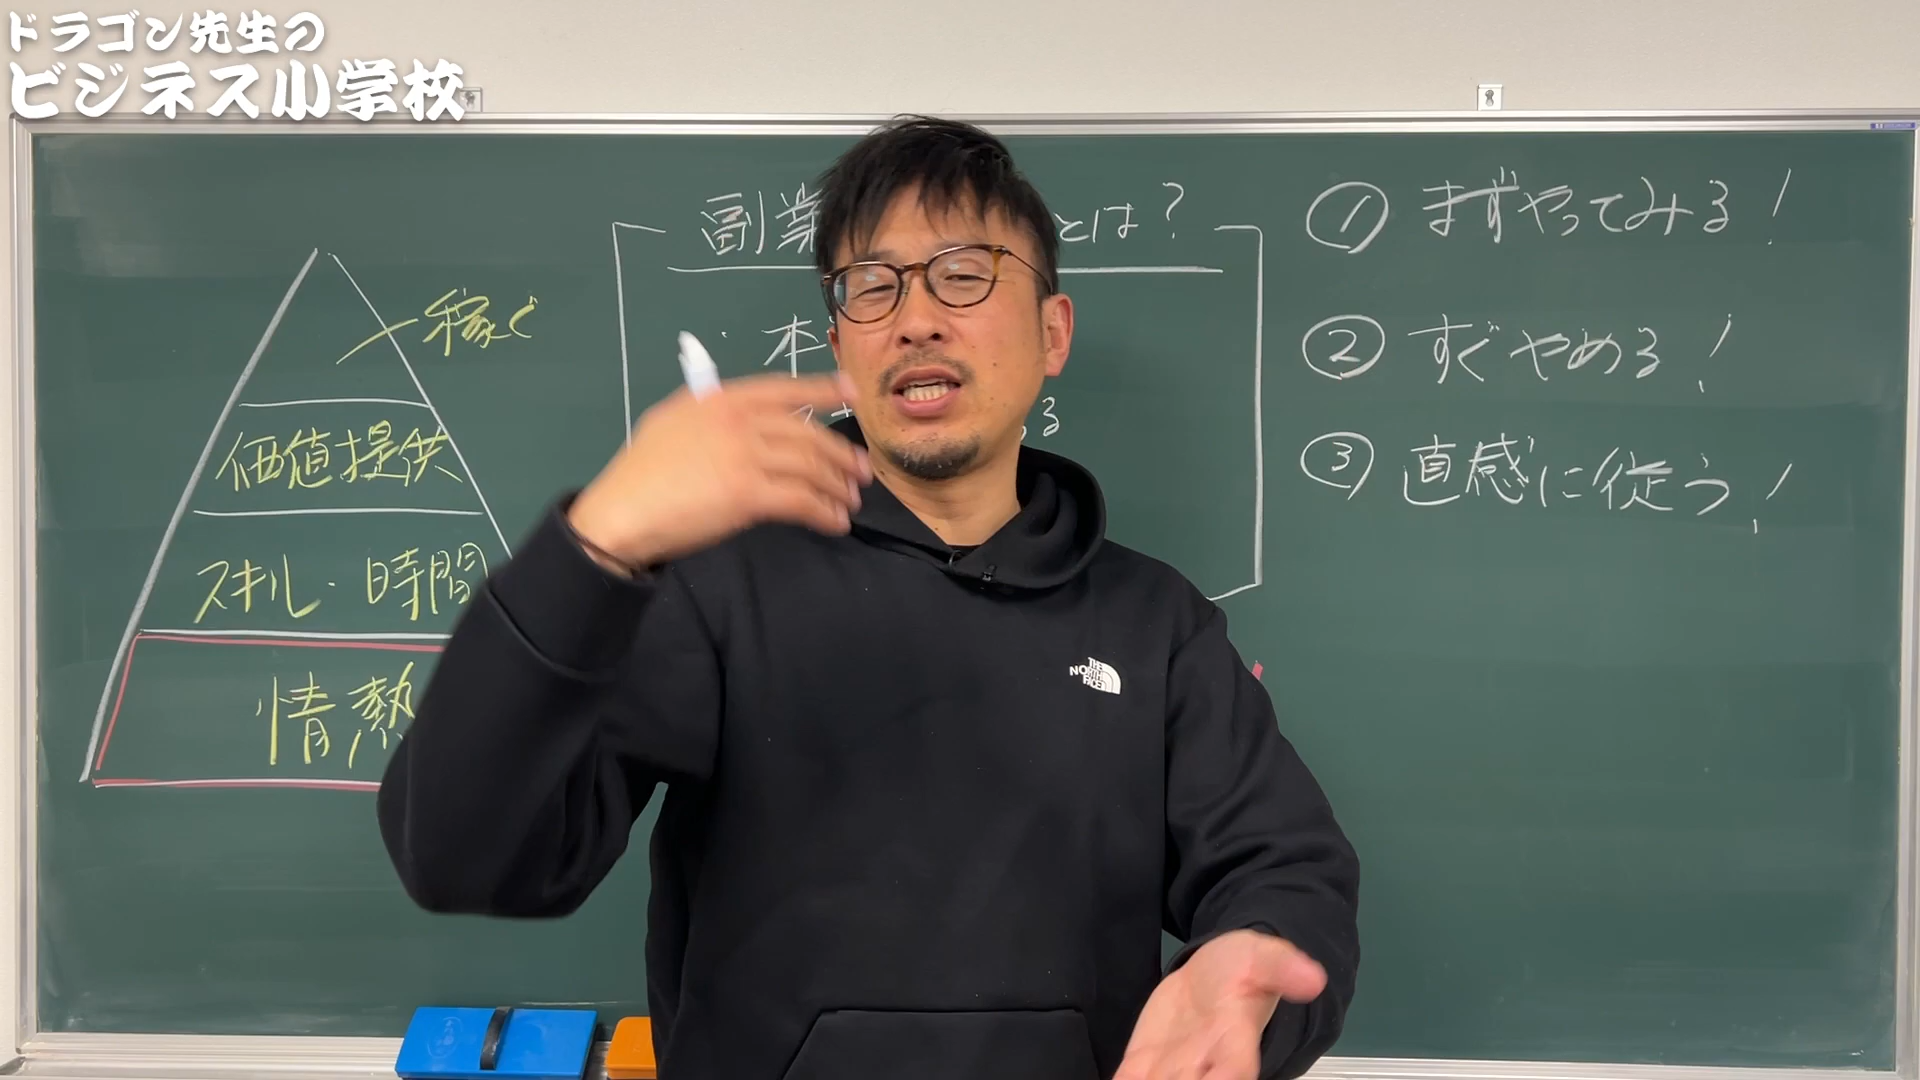 ドラゴン先生の
ビジネス小学校
稼ぐ
価値提供
スキル・時間
情熱
副業
とは?
・本
る
① まずやってみる!
② すぐやめる!
③ 直感に従う!
THE
NORTH
FACE